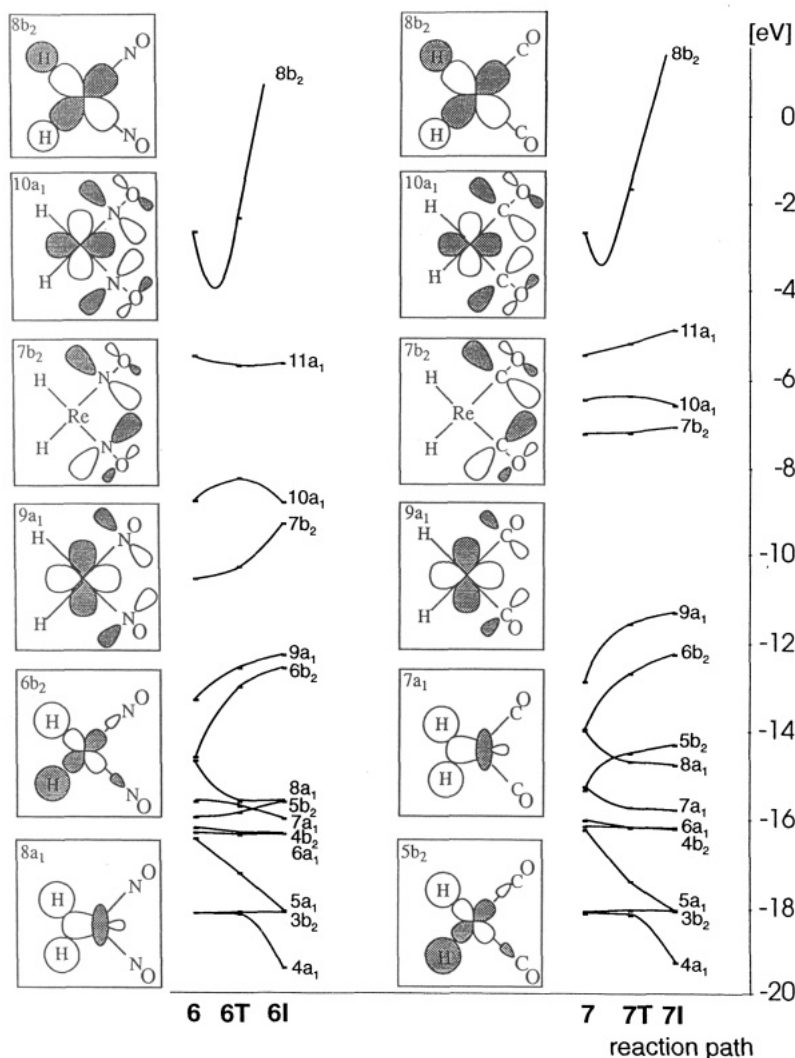 8b₂
H
H
N O
N O
10a₁
H
H
N O
N O
7b₂
H
H
Re
N O
N O
9a₁
H
H
N O
N O
6b₂
H
H
N O
N O
8a₁
H
H
N O
N O
8b₂
11a₁
10a₁
7b₂
9a₁
6b₂
8a₁
5b₂
7a₁
4b₂
6a₁
5a₁
3b₂
4a₁
6 6T 6I
8b₂
H
H
C O
C O
10a₁
H
H
C O
C O
7b₂
H
H
Re
C O
C O
9a₁
H
H
C O
C O
7a₁
H
H
C O
C O
5b₂
H
H
C O
C O
8b₂
11a₁
10a₁
7b₂
9a₁
6b₂
5b₂
8a₁
7a₁
6a₁
4b₂
5a₁
3b₂
4a₁
7 7T 7I
[eV]
0
-2
-4
-6
-8
-10
-12
-14
-16
-18
-20
reaction path